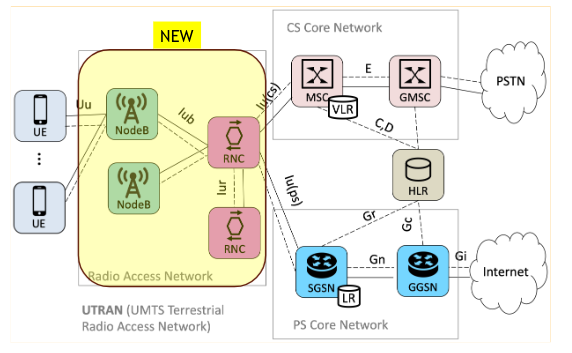 NEW
CS Core Network
Uu
NodeB
Iub
Iu(cs)
MSC
VLR
E
GMSC
PSTN
UE
...
RNC
C,D
NodeB
Iur
Iu(ps)
HLR
UE
RNC
Gr
Gc
Gn
Gi
SGSN
LR
GGSN
Internet
Radio Access Network
UTRAN (UMTS Terrestrial
Radio Access Network)
PS Core Network